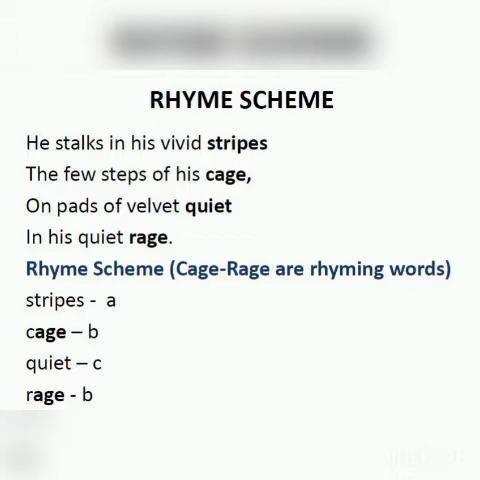 RHYME SCHEME
He stalks in his vivid stripes
The few steps of his cage,
On pads of velvet quiet
In his quiet rage.
Rhyme Scheme (Cage-Rage are rhyming words)
stripes - a
cage – b
quiet – c
rage - b